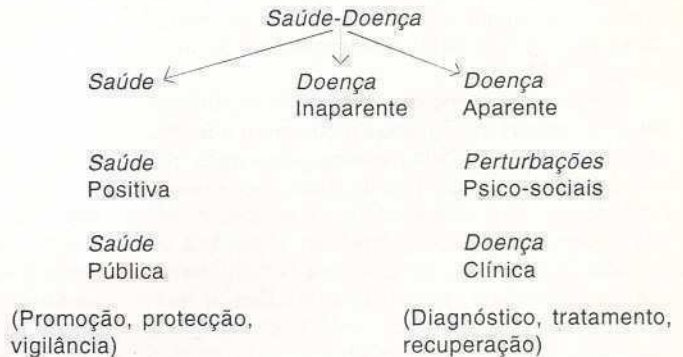 Saúde-Doença
Saúde
Doença
Inaparente
Doença
Aparente
Saúde
Positiva
Perturbações
Psico-sociais
Saúde
Pública
Doença
Clínica
(Promoção, protecção,
vigilância)
(Diagnóstico, tratamento,
recuperação)